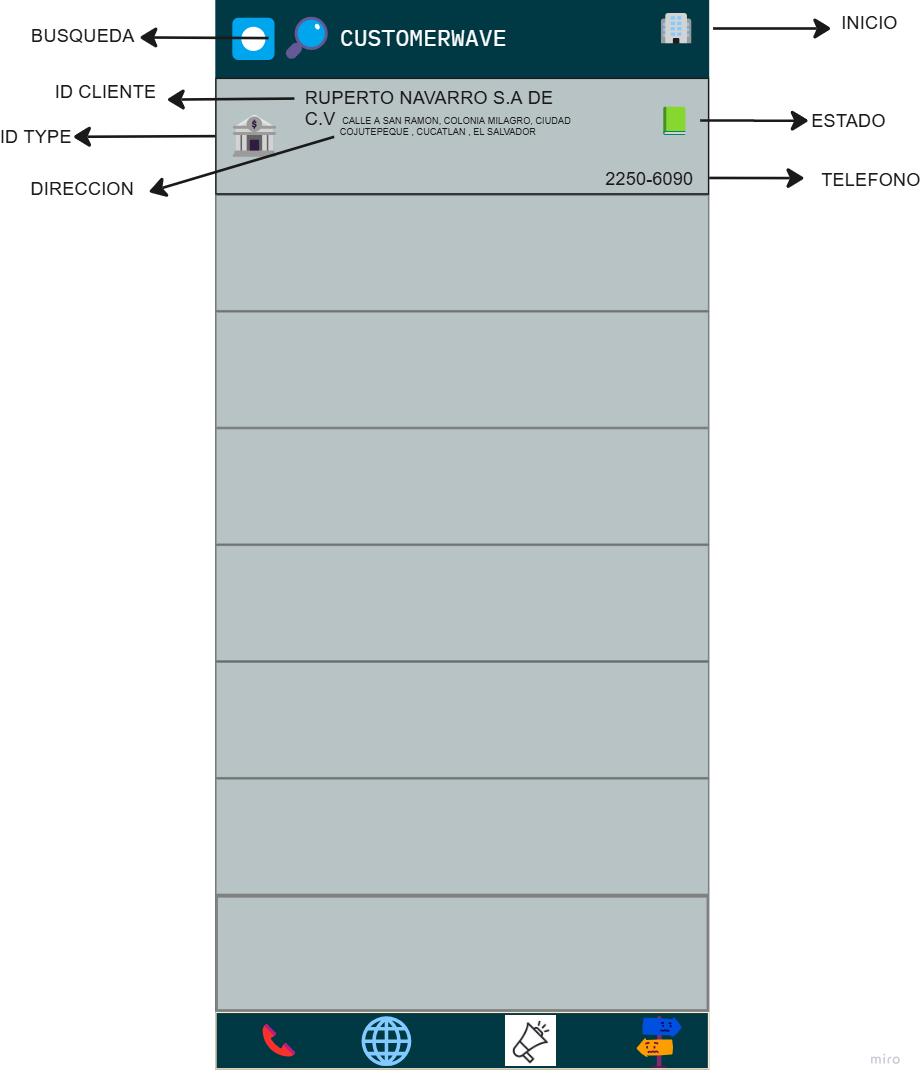 BUSQUEDA
CUSTOMERWAVE
INICIO
ID CLIENTE
RUPERTO NAVARRO S.A DE
C.V CALLE A SAN RAMON, COLONIA MILAGRO, CIUDAD
COJUTEPEQUE , CUCATLAN , EL SALVADOR
ID TYPE
$
ESTADO
DIRECCION
2250-6090
TELEFONO
miro